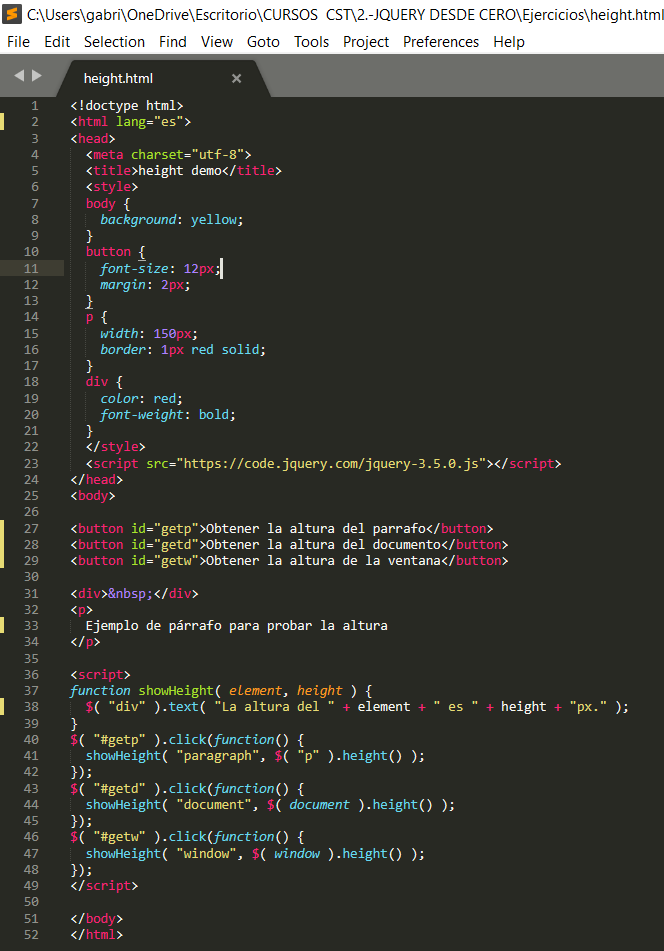 C:\Users\gabri\OneDrive\Escritorio\CURSOS CST\2.-JQUERY DESDE CERO\Ejercicios\height.html
File Edit Selection Find View Goto Tools Project Preferences Help
height.html ×
1 <!doctype html>
2 <html lang="es">
3 <head>
4 <meta charset="utf-8">
5 <title>height demo</title>
6 <style>
7 body {
8 background: yellow;
9 }
10 button {
11 font-size: 12px;
12 margin: 2px;
13 }
14 p {
15 width: 150px;
16 border: 1px red solid;
17 }
18 div {
19 color: red;
20 font-weight: bold;
21 }
22 </style>
23 <script src="https://code.jquery.com/jquery-3.5.0.js"></script>
24 </head>
25 <body>
26
27 <button id="getp">Obtener la altura del parrafo</button>
28 <button id="getd">Obtener la altura del documento</button>
29 <button id="getw">Obtener la altura de la ventana</button>
30
31 <div>&nbsp;</div>
32 <p>
33 Ejemplo de párrafo para probar la altura
34 </p>
35
36 <script>
37 function showHeight( element, height ) {
38 $( "div" ).text( "La altura del " + element + " es " + height + "px." );
39 }
40 $( "#getp" ).click(function() {
41 showHeight( "paragraph", $( "p" ).height() );
42 });
43 $( "#getd" ).click(function() {
44 showHeight( "document", $( document ).height() );
45 });
46 $( "#getw" ).click(function() {
47 showHeight( "window", $( window ).height() );
48 });
49 </script>
50
51 </body>
52 </html>